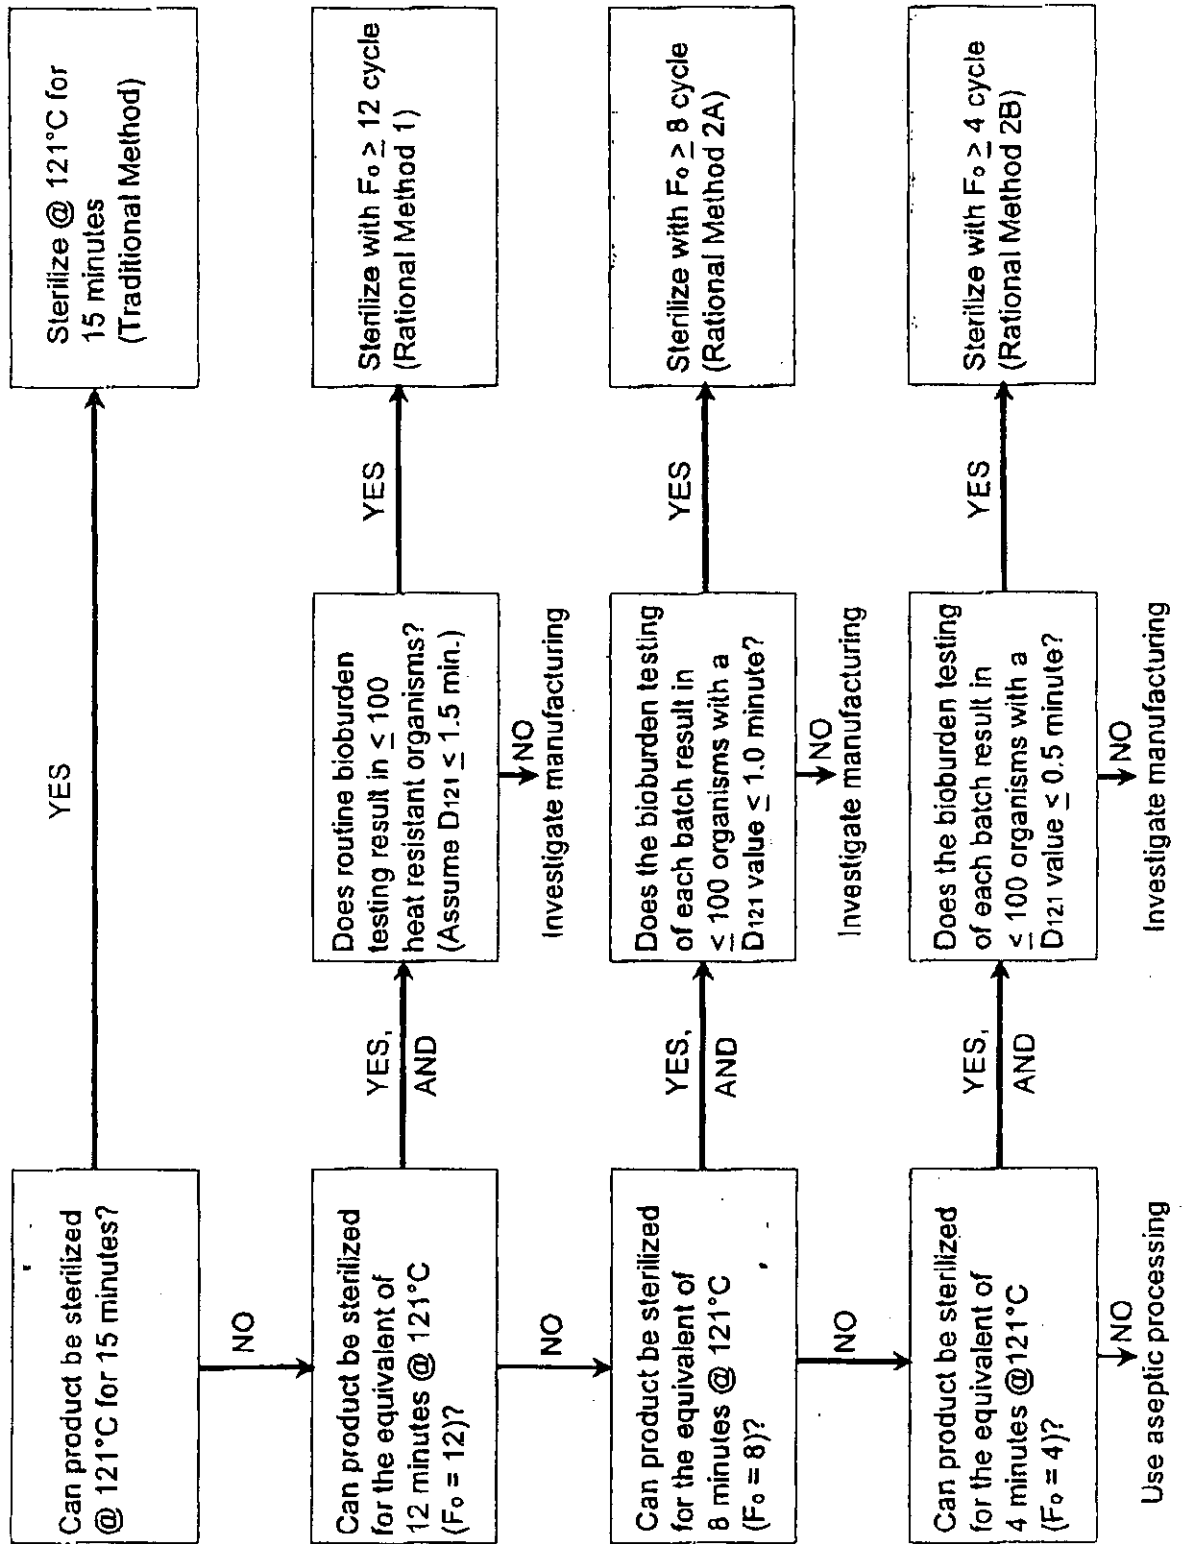 Can product be sterilized
@ 121°C for 15 minutes?
YES
Sterilize @ 121°C for
15 minutes
(Traditional Method)
NO
Can product be sterilized
for the equivalent of
12 minutes @ 121°C
(F₀ = 12)?
YES,
AND
Does routine bioburden
testing result in ≤ 100
heat resistant organisms?
(Assume D₁₂₁ ≤ 1.5 min.)
YES
Sterilize with F₀ ≥ 12 cycle
(Rational Method 1)
NO
Investigate manufacturing
NO
Can product be sterilized
for the equivalent of
8 minutes @ 121°C
(F₀ = 8)?
YES,
AND
Does the bioburden testing
of each batch result in
≤ 100 organisms with a
D₁₂₁ value ≤ 1.0 minute?
YES
Sterilize with F₀ ≥ 8 cycle
(Rational Method 2A)
NO
Investigate manufacturing
NO
Can product be sterilized
for the equivalent of
4 minutes @121°C
(F₀ = 4)?
YES,
AND
Does the bioburden testing
of each batch result in
≤ 100 organisms with a
D₁₂₁ value ≤ 0.5 minute?
YES
Sterilize with F₀ ≥ 4 cycle
(Rational Method 2B)
NO
Investigate manufacturing
NO
Use aseptic processing